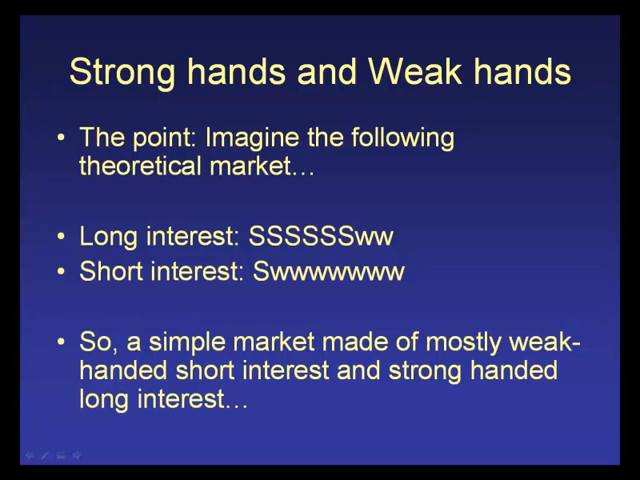 Strong hands and Weak hands
• The point: Imagine the following
theoretical market…
• Long interest: SSSSSSww
• Short interest: Swwwwwww
• So, a simple market made of mostly weak-
handed short interest and strong handed
long interest…